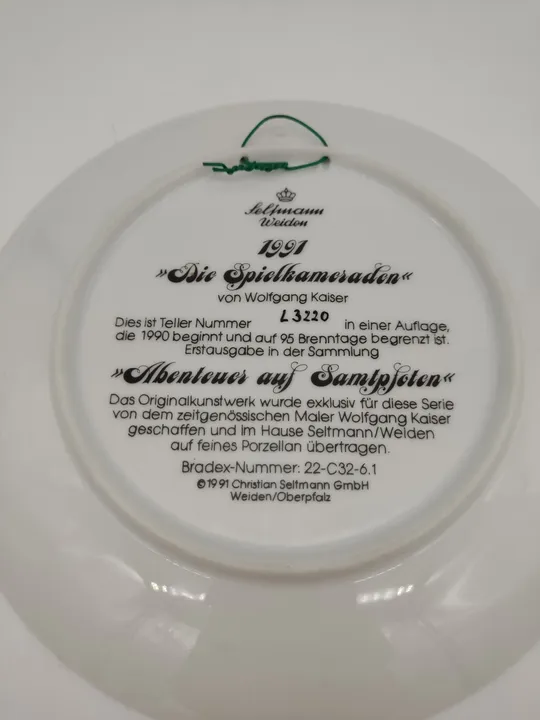 Seltmann
Weiden
1991
»Die Spielkameraden«
von Wolfgang Kaiser
Dies ist Teller Nummer L3220 in einer Auflage,
die 1990 beginnt und auf 95 Brenntage begrenzt ist.
Erstausgabe in der Sammlung
»Abenteuer auf Samtpfoten«
Das Originalkunstwerk wurde exklusiv für diese Serie
von dem zeitgenössischen Maler Wolfgang Kaiser
geschaffen und im Hause Seltmann/Weiden
auf feines Porzellan übertragen.
Bradex-Nummer: 22-C32-6.1
©1991 Christian Seltmann GmbH
Weiden/Oberpfalz